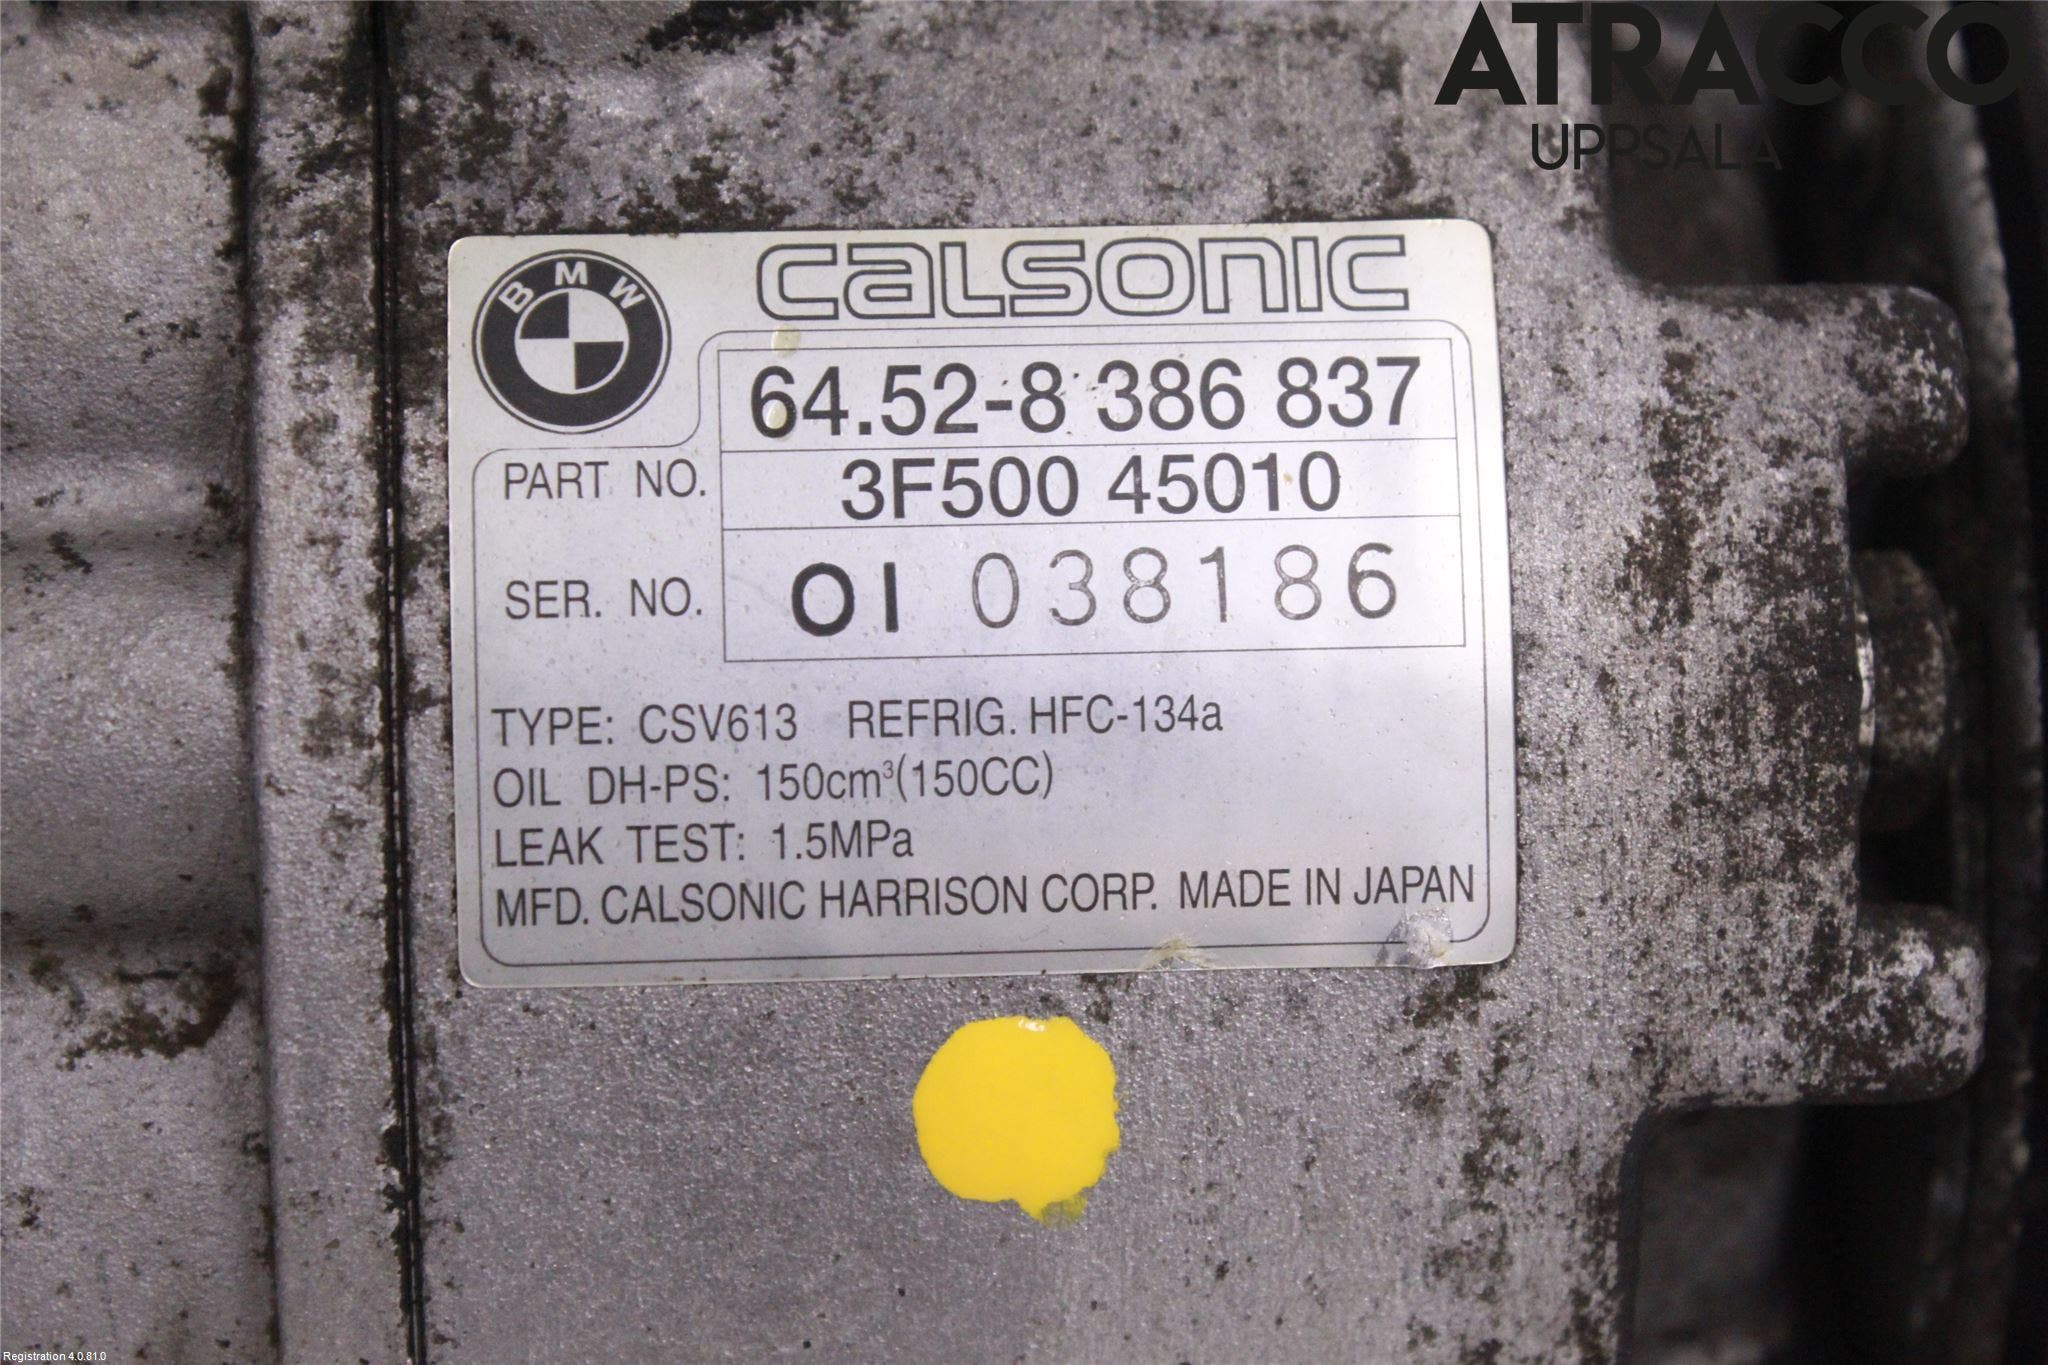 ATRACCO
UPPSALA
BMW
CALSONIC
64.52-8 386 837
PART NO. 3F500 45010
SER. NO. 01 038186
TYPE: CSV613 REFRIG. HFC-134a
OIL DH-PS: 150cm³(150CC)
LEAK TEST: 1.5MPa
MFD. CALSONIC HARRISON CORP. MADE IN JAPAN
Registration 4.0.81.0